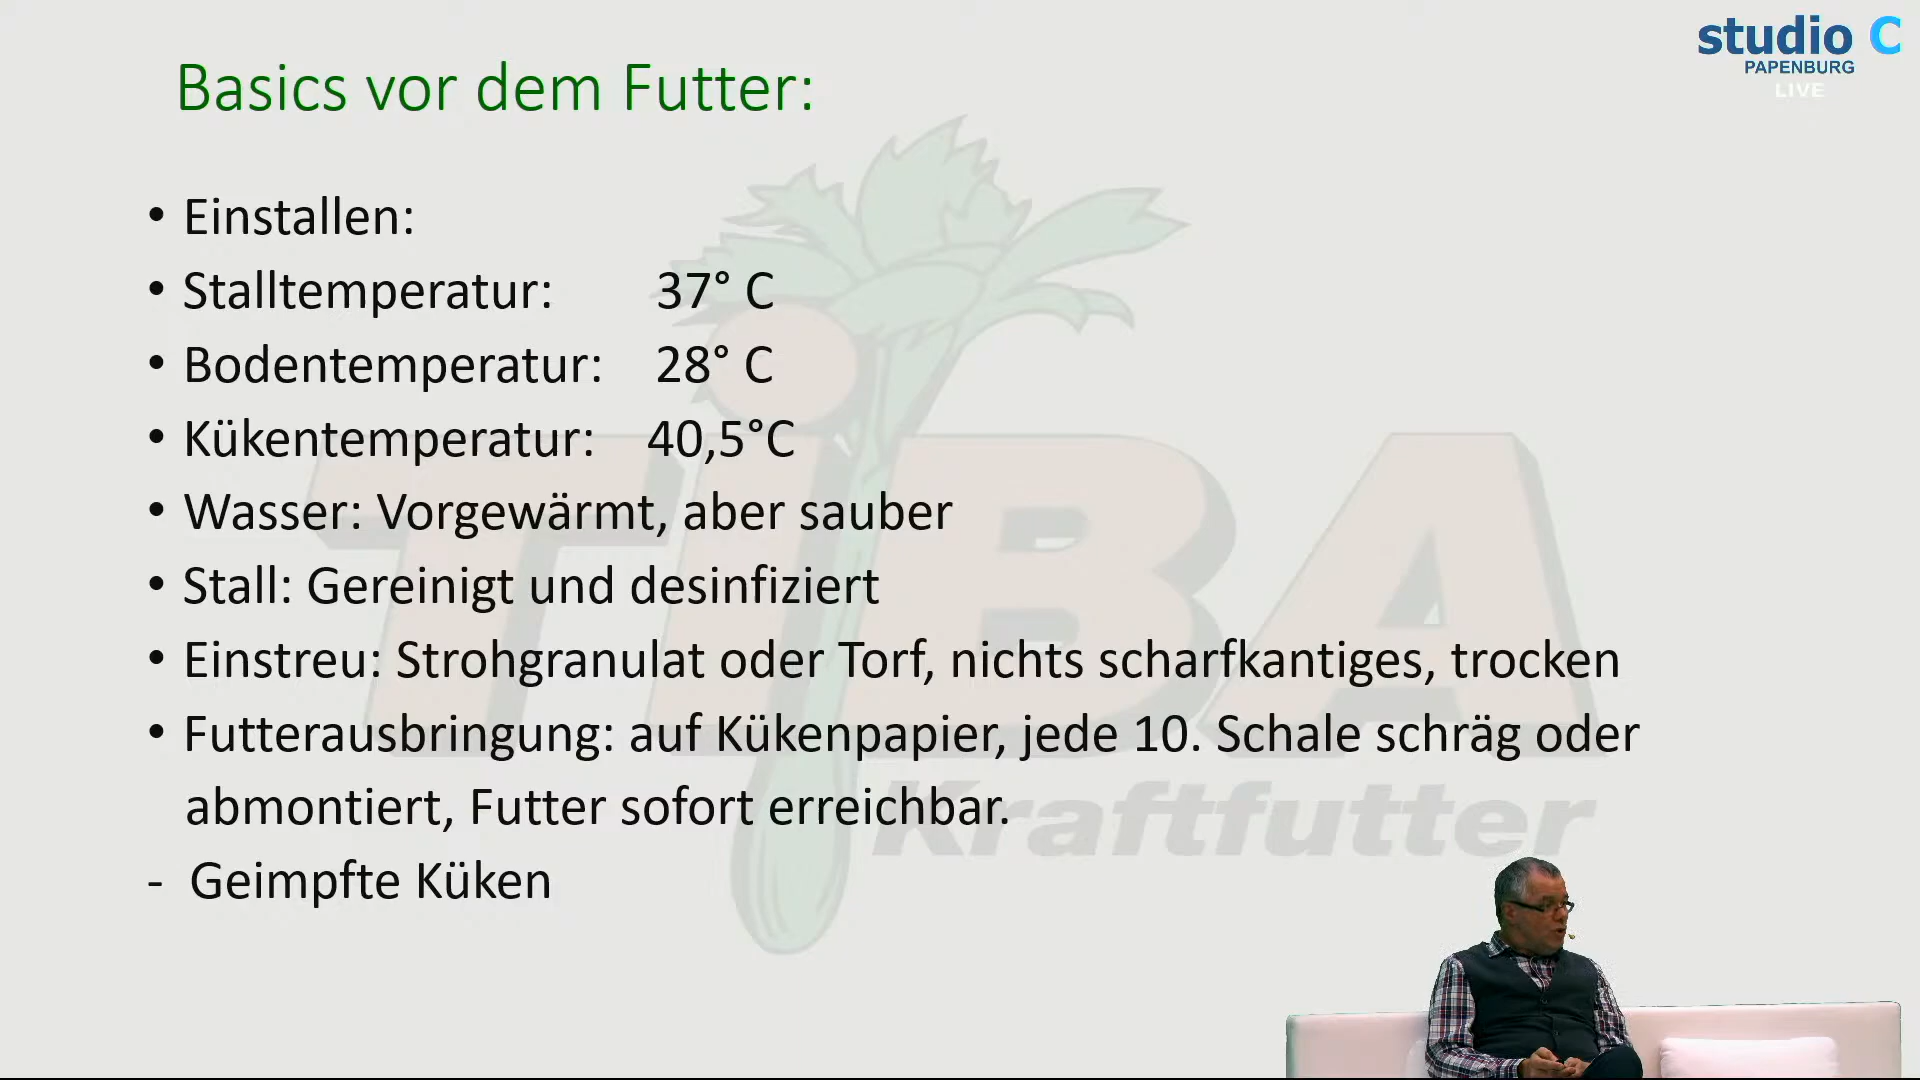 studio C
PAPENBURG
LIVE
Basics vor dem Futter:
• Einstallen:
• Stalltemperatur: 37° C
• Bodentemperatur: 28° C
• Kükentemperatur: 40,5°C
• Wasser: Vorgewärmt, aber sauber
• Stall: Gereinigt und desinfiziert
• Einstreu: Strohgranulat oder Torf, nichts scharfkantiges, trocken
• Futterausbringung: auf Kükenpapier, jede 10. Schale schräg oder
abmontiert, Futter sofort erreichbar.
- Geimpfte Küken
TiBA
Kraftfutter